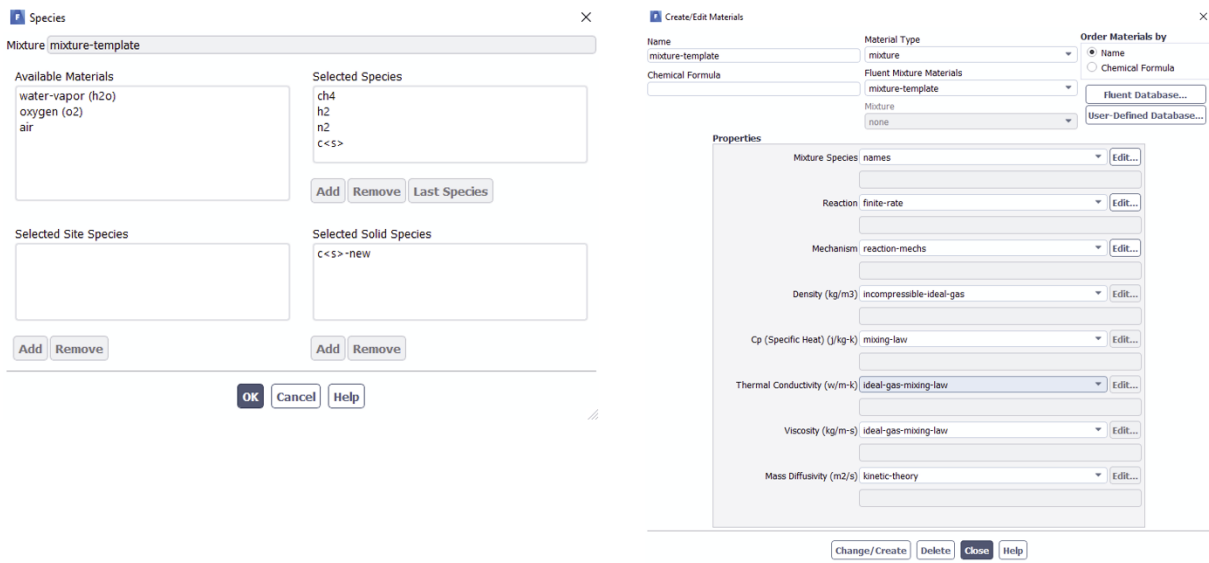 Species
Mixture mixture-template
Available Materials
water-vapor (h2o)
oxygen (o2)
air
Selected Species
ch4
h2
n2
c<s>
Add Remove Last Species
Selected Site Species
Add Remove
Selected Solid Species
c<s>-new
Add Remove
OK Cancel Help
Create/Edit Materials
Name
mixture-template
Chemical Formula
Material Type
mixture
Fluent Mixture Materials
mixture-template
Mixture
none
Order Materials by
Name
Chemical Formula
Fluent Database...
User-Defined Database...
Properties
Mixture Species names Edit...
Reaction finite-rate Edit...
Mechanism reaction-mechs Edit...
Density (kg/m3) incompressible-ideal-gas Edit...
Cp (Specific Heat) (j/kg-k) mixing-law Edit...
Thermal Conductivity (w/m-k) ideal-gas-mixing-law Edit...
Viscosity (kg/m-s) ideal-gas-mixing-law Edit...
Mass Diffusivity (m2/s) kinetic-theory Edit...
Change/Create Delete Close Help